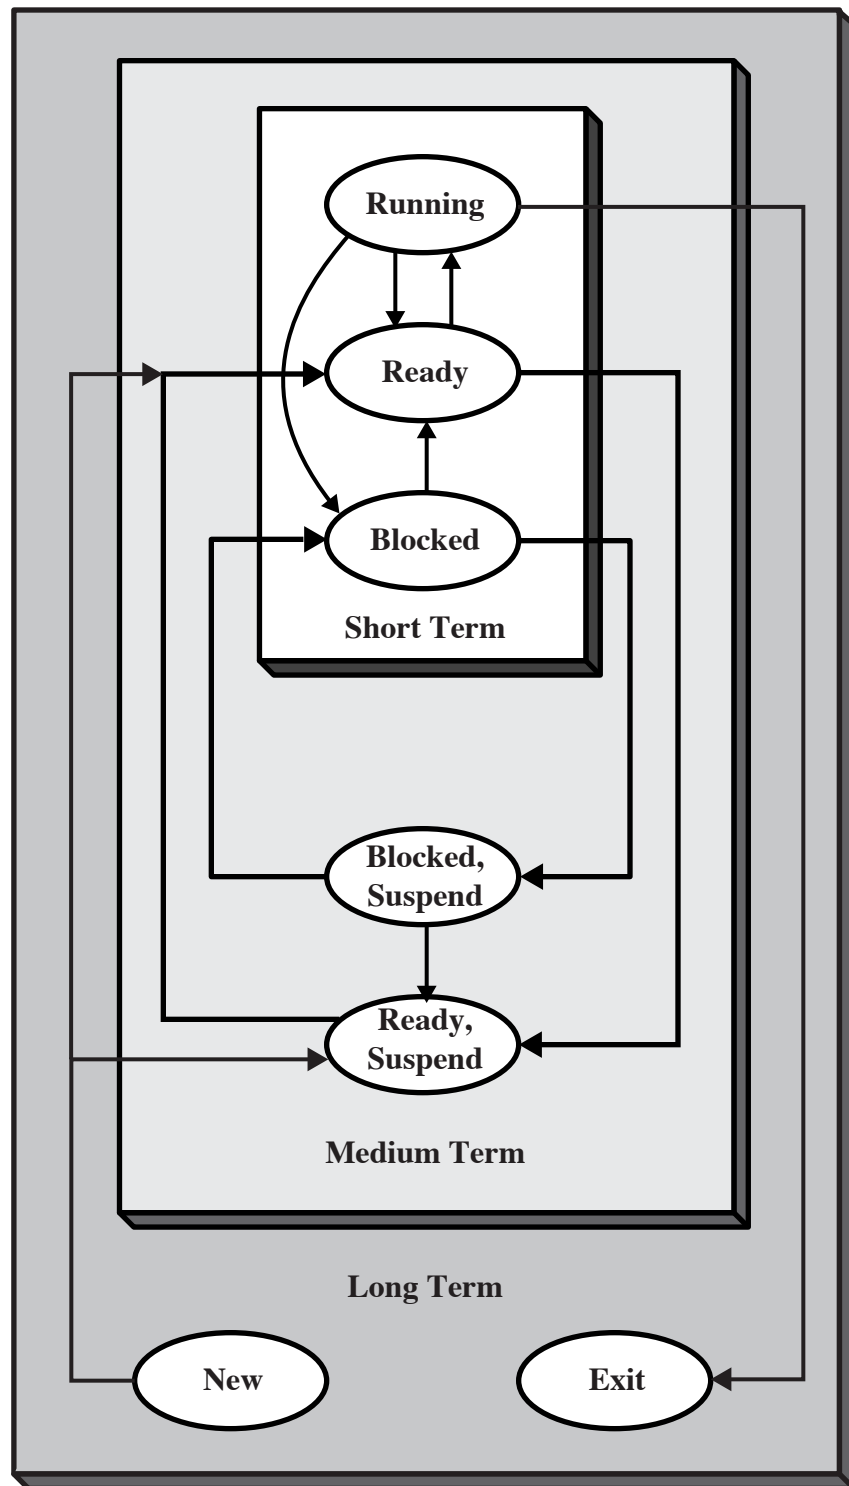 Running
Ready
Blocked
Short Term
Blocked,
Suspend
Ready,
Suspend
Medium Term
Long Term
New
Exit